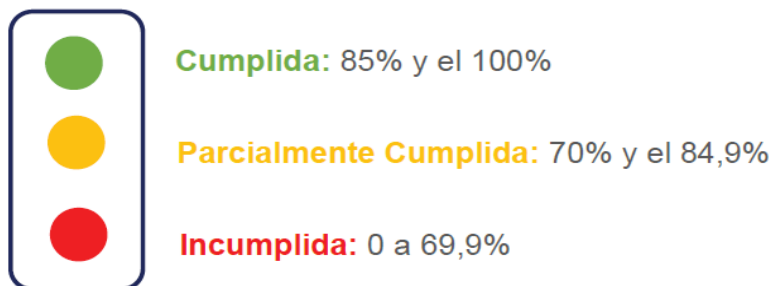 Cumplida: 85% y el 100%
Parcialmente Cumplida: 70% y el 84,9%
Incumplida: 0 a 69,9%